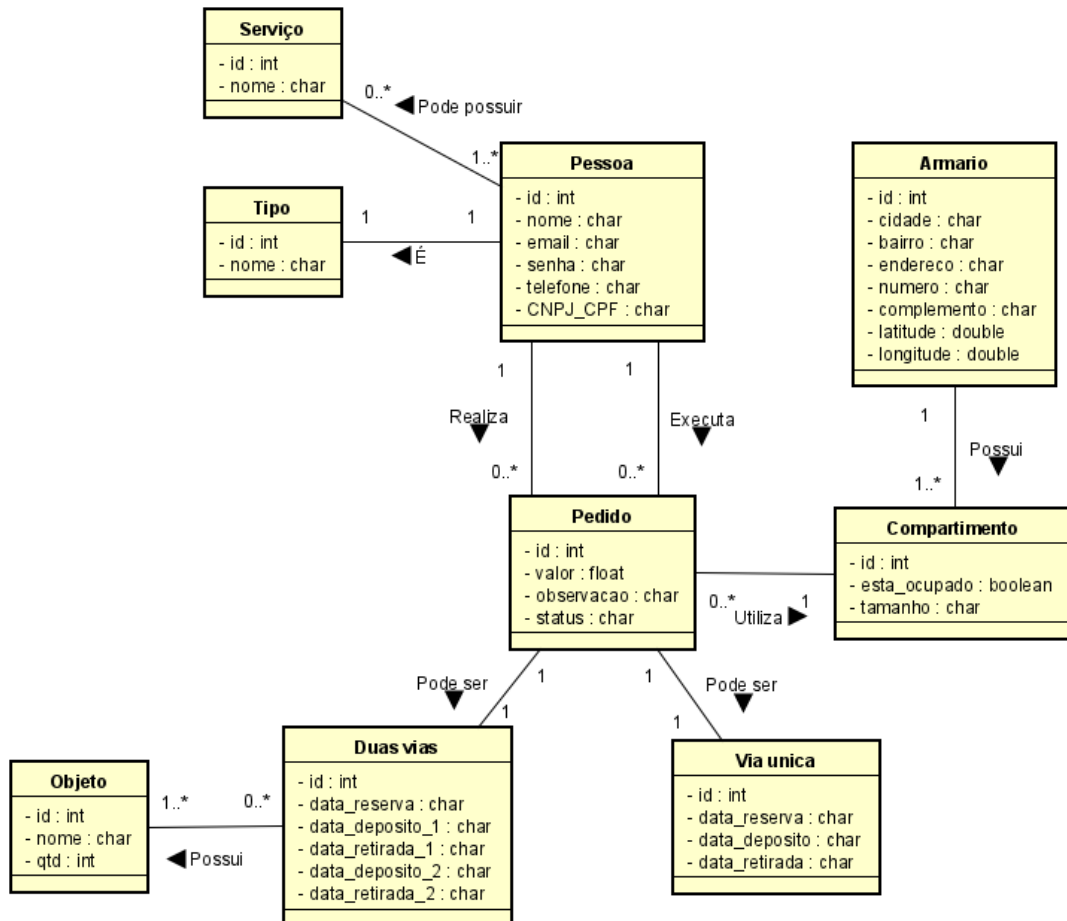 Serviço
- id : int
- nome : char
0..*
Pode possuir
1..*
Tipo
- id : int
- nome : char
1
1
É
Pessoa
- id : int
- nome : char
- email : char
- senha : char
- telefone : char
- CNPJ_CPF : char
Armario
- id : int
- cidade : char
- bairro : char
- endereco : char
- numero : char
- complemento : char
- latitude : double
- longitude : double
1
Realiza
0..*
1
Executa
0..*
1
Possui
1..*
Pedido
- id : int
- valor : float
- observacao : char
- status : char
0..*
Utiliza
1
Compartimento
- id : int
- esta_ocupado : boolean
- tamanho : char
Pode ser
1
1
Pode ser
1
1
Objeto
- id : int
- nome : char
- qtd : int
1..*
0..*
Possui
Duas vias
- id : int
- data_reserva : char
- data_deposito_1 : char
- data_retirada_1 : char
- data_deposito_2 : char
- data_retirada_2 : char
Via unica
- id : int
- data_reserva : char
- data_deposito : char
- data_retirada : char